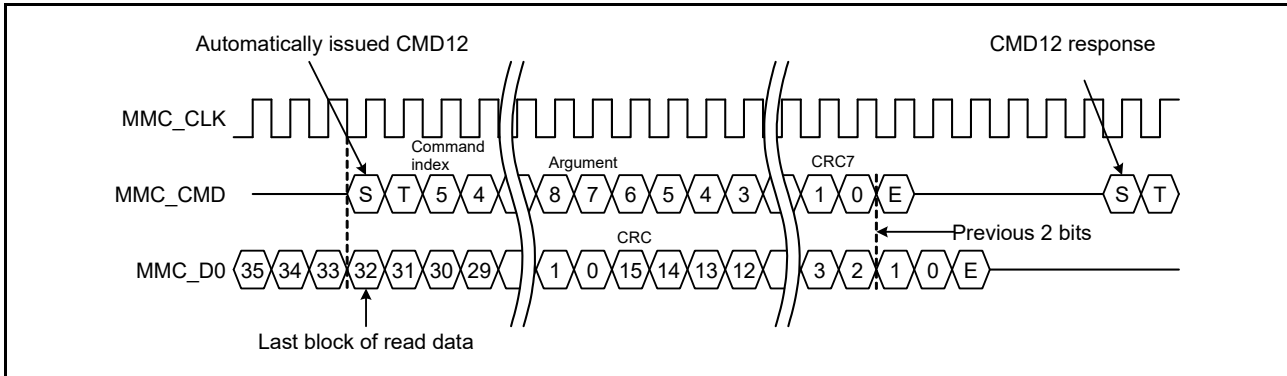 Automatically issued CMD12
CMD12 response
MMC_CLK
Command
index
Argument
CRC7
MMC_CMD
S T 5 4 8 7 6 5 4 3 1 0 E S T
Previous 2 bits
CRC
MMC_D0
35 34 33 32 31 30 29 1 0 15 14 13 12 3 2 1 0 E
Last block of read data